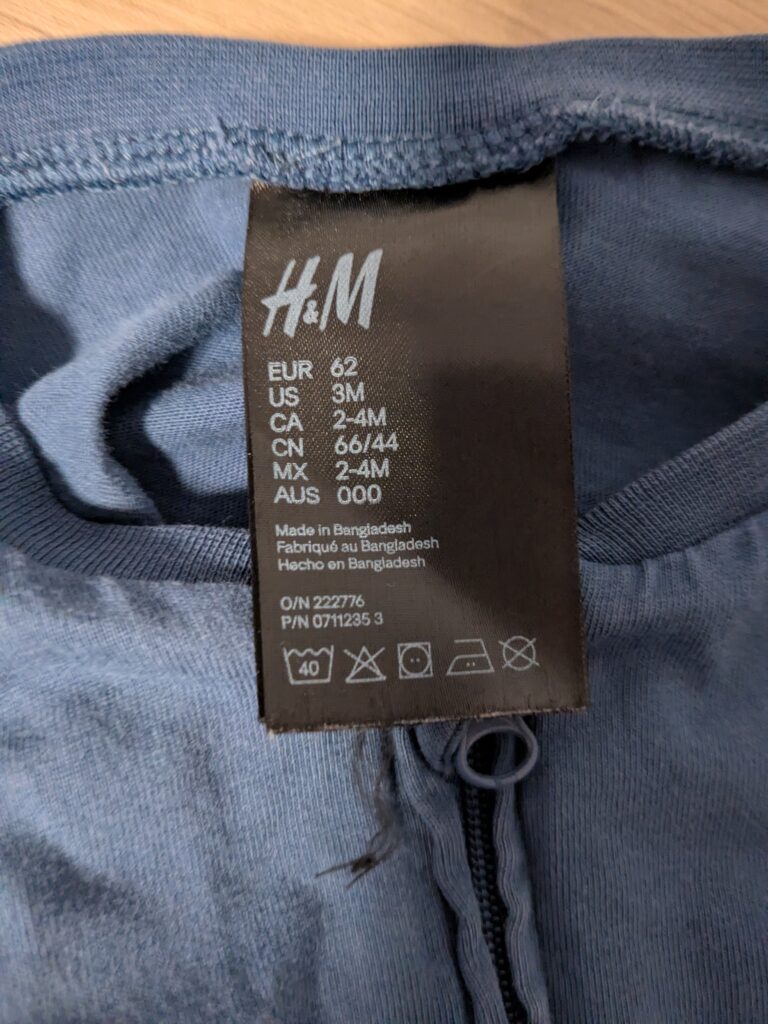 H&M
EUR 62
US 3M
CA 2-4M
CN 66/44
MX 2-4M
AUS 000
Made in Bangladesh
Fabriqué au Bangladesh
Hecho en Bangladesh
O/N 222776
P/N 0711235 3
40